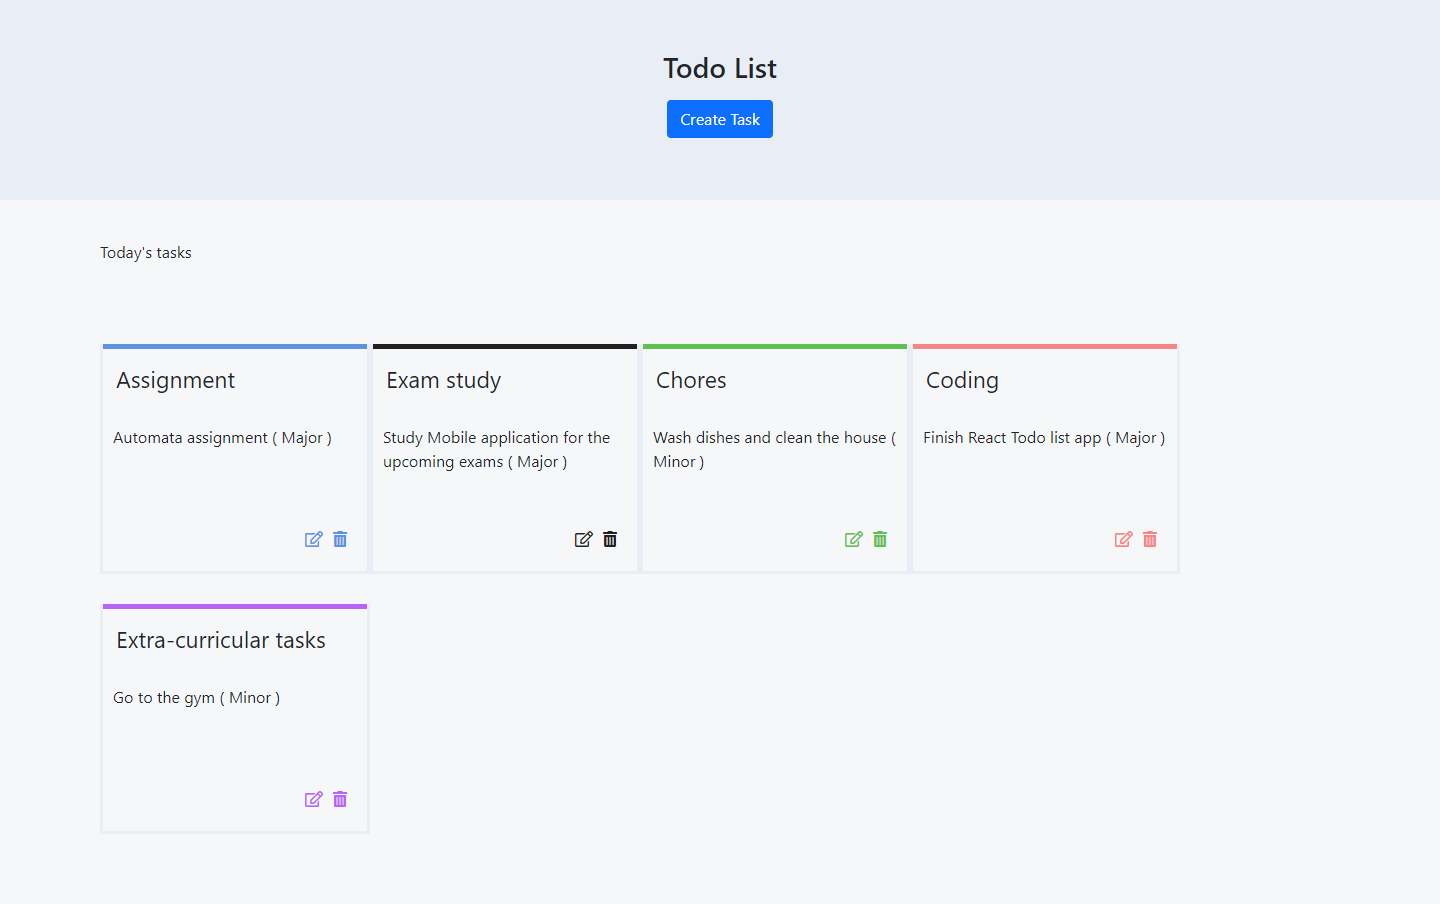 Todo List
Create Task
Today's tasks
Assignment
Automata assignment ( Major )
Exam study
Study Mobile application for the
upcoming exams ( Major )
Chores
Wash dishes and clean the house (
Minor )
Coding
Finish React Todo list app ( Major )
Extra-curricular tasks
Go to the gym ( Minor )